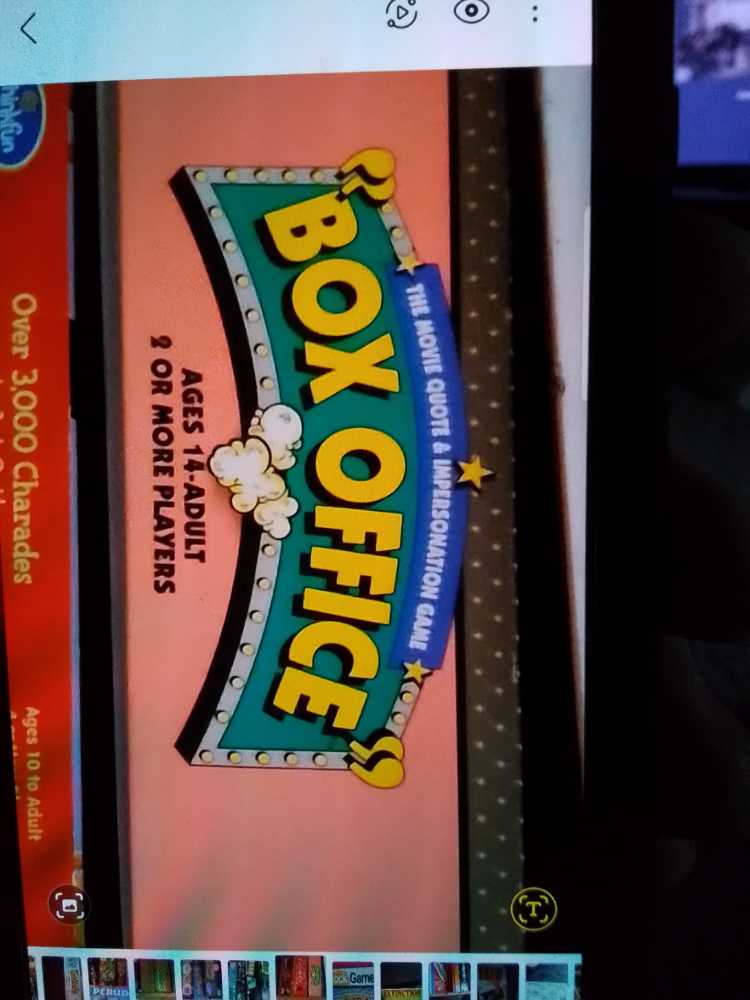 THE MOVIE QUOTE & IMPERSONATION GAME
“BOX OFFICE”
AGES 14-ADULT
2 OR MORE PLAYERS
Over 3,000 Charades
Ages 10 to Adult
T
Game